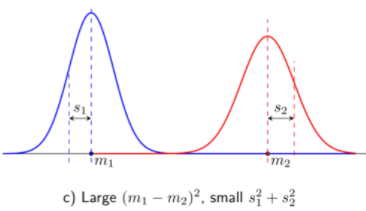 s₁ s₂
m₁ m₂
c) Large (m₁ − m₂)², small s₁² + s₂²